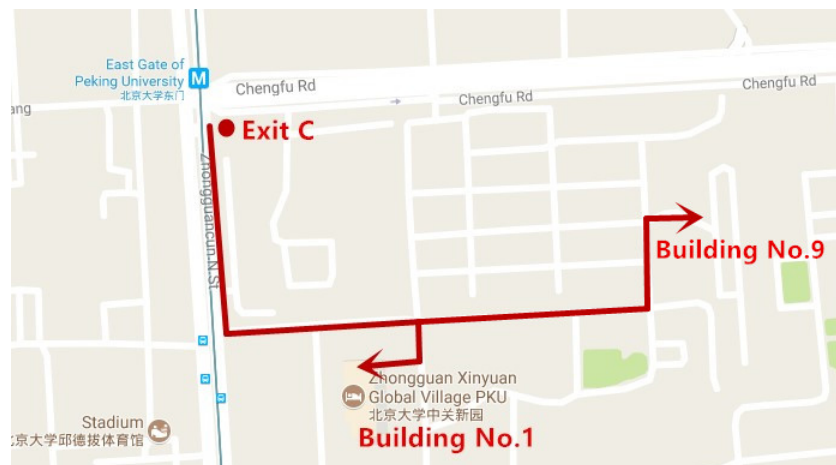 East Gate of
Peking University
北京大学东门
M
Chengfu Rd
Chengfu Rd
Chengfu Rd
ang
Exit C
Zhongguancun N St
Building No.9
Zhongguan Xinyuan
Global Village PKU
北京大学中关新园
Building No.1
Stadium
北京大学邱德拔体育馆